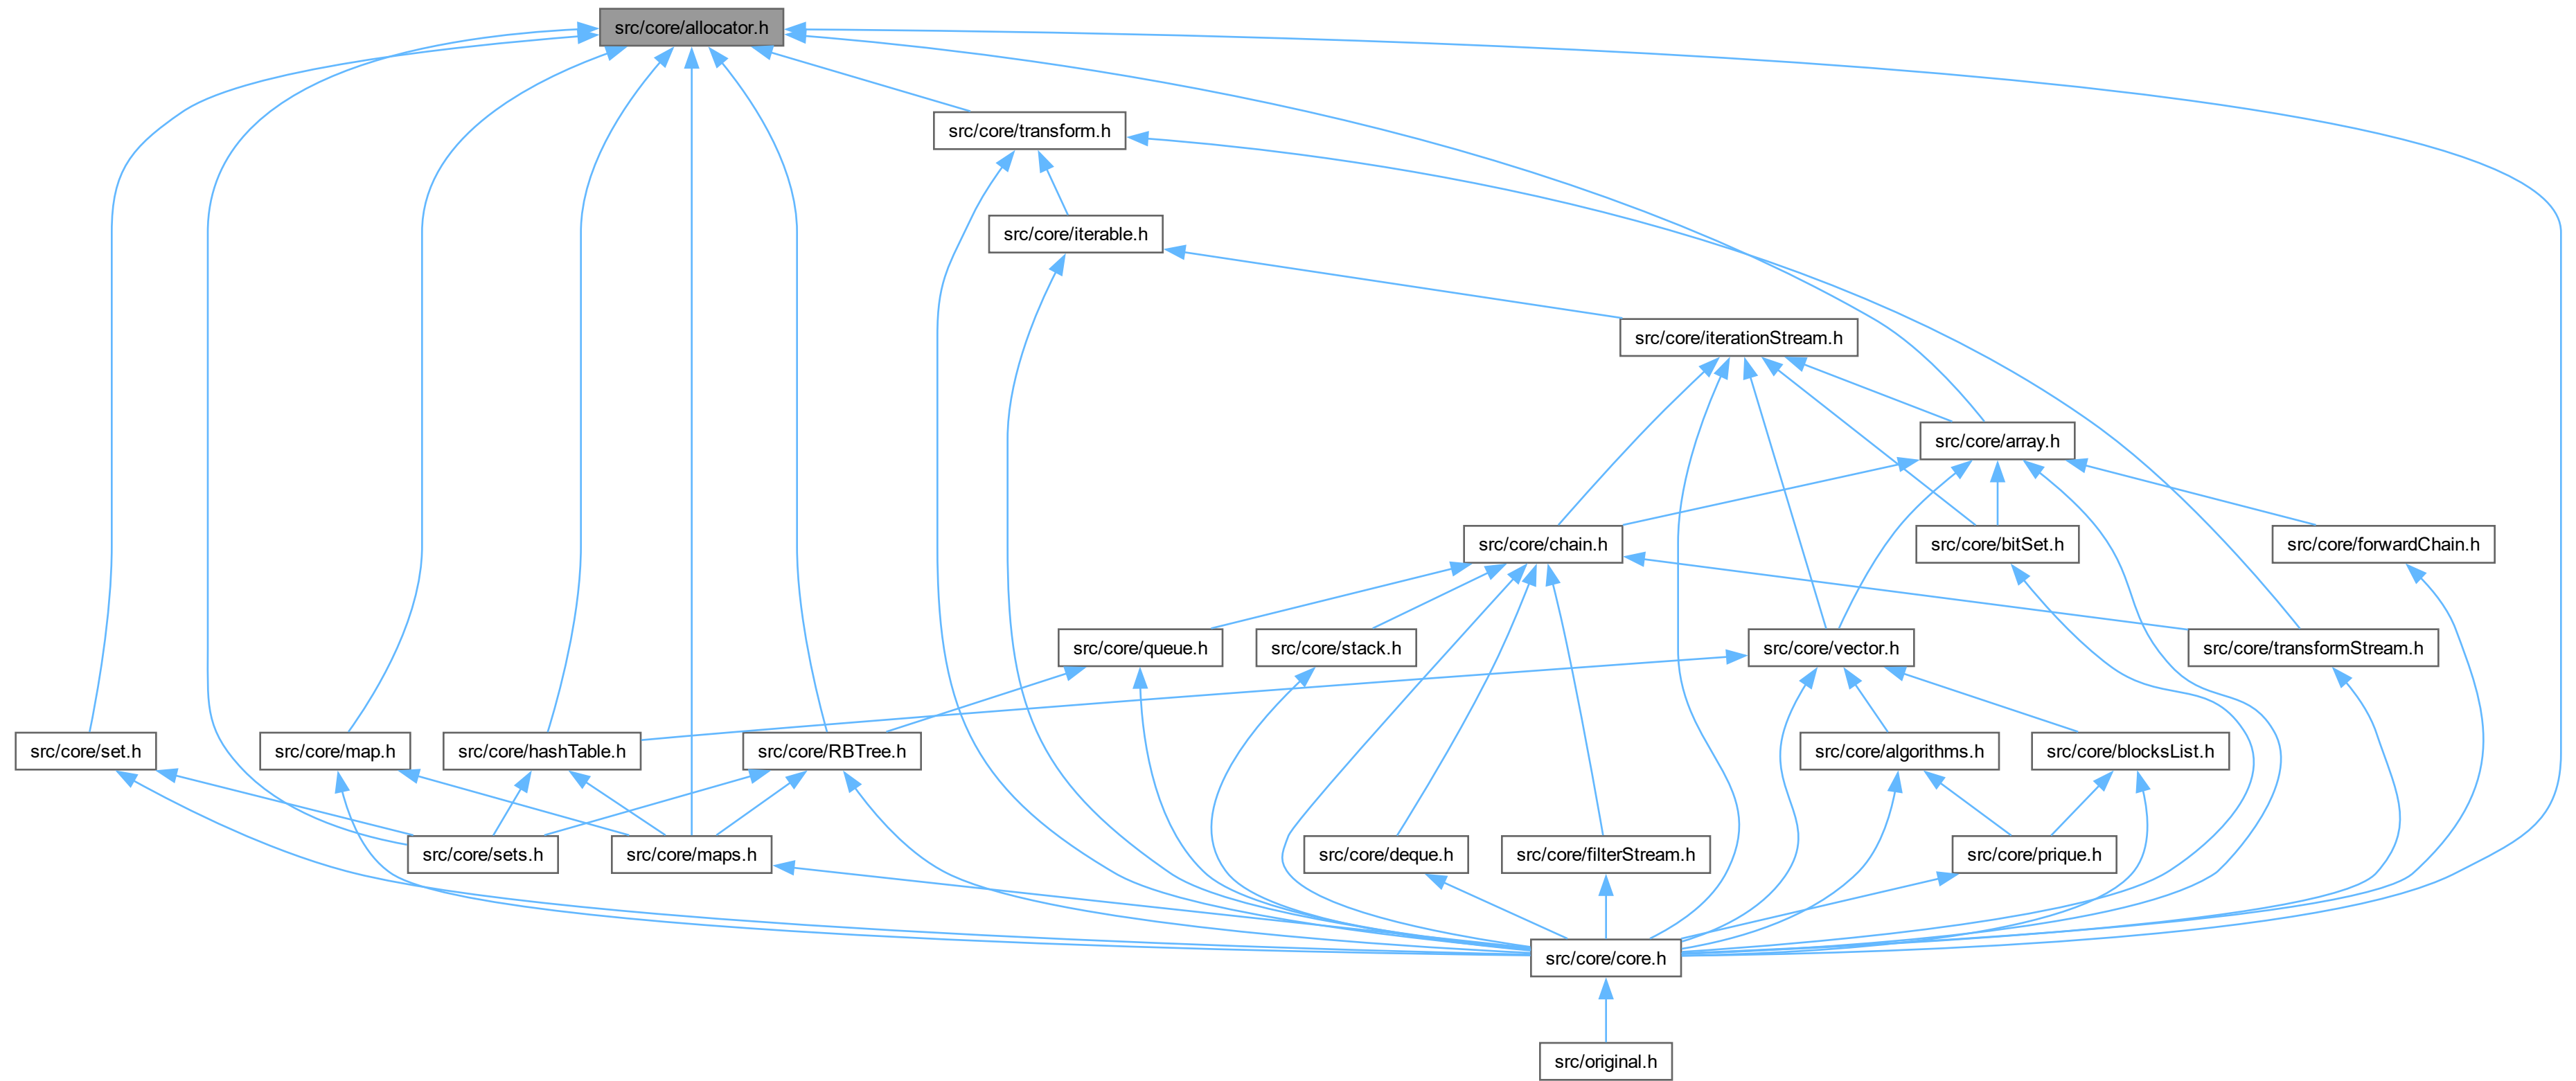 src/core/allocator.h
src/core/transform.h
src/core/iterable.h
src/core/iterationStream.h
src/core/array.h
src/core/chain.h
src/core/bitSet.h
src/core/forwardChain.h
src/core/queue.h
src/core/stack.h
src/core/vector.h
src/core/transformStream.h
src/core/set.h
src/core/map.h
src/core/hashTable.h
src/core/RBTree.h
src/core/algorithms.h
src/core/blocksList.h
src/core/sets.h
src/core/maps.h
src/core/deque.h
src/core/filterStream.h
src/core/prique.h
src/core/core.h
src/original.h